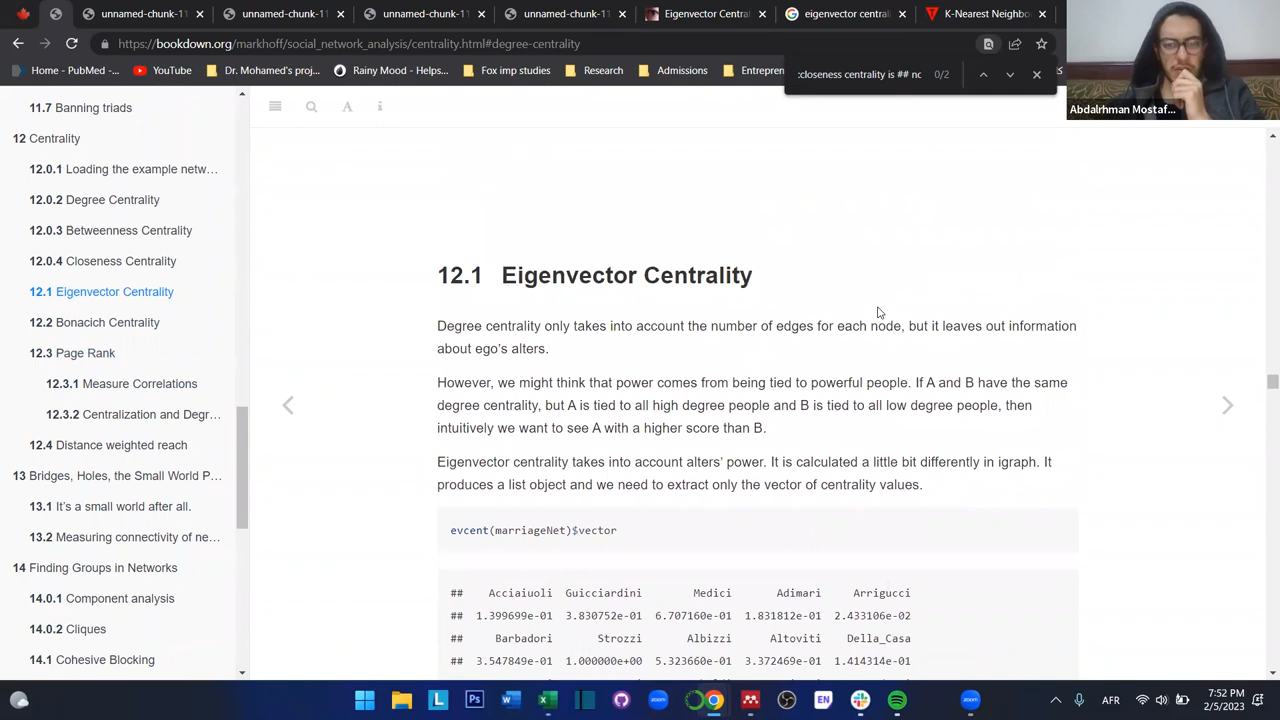 unnamed-chunk-11
unnamed-chunk-11
unnamed-chunk-11
unnamed-chunk-11
Eigenvector Centr
eigenvector centrali
K-Nearest Neighbo
https://bookdown.org/markhoff/social_network_analysis/centrality.html#degree-centrality
Home - PubMed -...
YouTube
Dr. Mohamed's proj...
Rainy Mood - Helps...
Fox imp studies
Research
Admissions
Entrepren
:closeness centrality is ## nc
0/2
Abdalrhman Mostaf...
11.7 Banning triads
12 Centrality
12.0.1 Loading the example netw...
12.0.2 Degree Centrality
12.0.3 Betweenness Centrality
12.0.4 Closeness Centrality
12.1 Eigenvector Centrality
12.2 Bonacich Centrality
12.3 Page Rank
12.3.1 Measure Correlations
12.3.2 Centralization and Degr...
12.4 Distance weighted reach
13 Bridges, Holes, the Small World P...
13.1 It's a small world after all.
13.2 Measuring connectivity of ne...
14 Finding Groups in Networks
14.0.1 Component analysis
14.0.2 Cliques
14.1 Cohesive Blocking
12.1 Eigenvector Centrality
Degree centrality only takes into account the number of edges for each node, but it leaves out information
about ego's alters.
However, we might think that power comes from being tied to powerful people. If A and B have the same
degree centrality, but A is tied to all high degree people and B is tied to all low degree people, then
intuitively we want to see A with a higher score than B.
Eigenvector centrality takes into account alters' power. It is calculated a little bit differently in igraph. It
produces a list object and we need to extract only the vector of centrality values.
evcent(marriageNet)$vector
## Acciaiuoli Guicciardini Medici Adimari Arrigucci
## 1.399699e-01 3.830752e-01 6.707160e-01 1.831812e-01 2.433106e-02
## Barbadori Strozzi Albizzi Altoviti Della_Casa
## 3.547849e-01 1.000000e+00 5.323660e-01 3.372469e-01 1.414314e-01
AFR
7:52 PM
2/5/2023